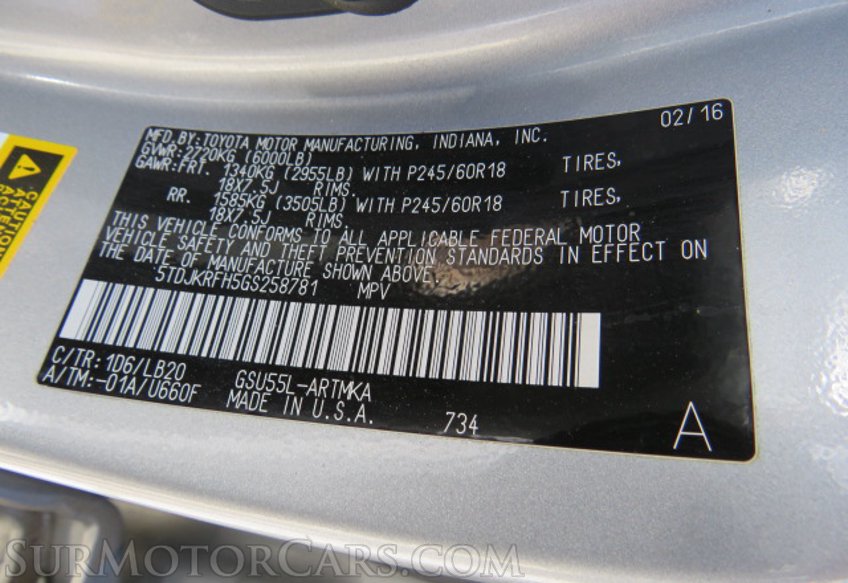 02/16
MFD.BY:TOYOTA MOTOR MANUFACTURING, INDIANA, INC.
GVWR:2720KG (6000LB)
GAWR:FRT. 1340KG (2955LB) WITH P245/60R18 TIRES,
18X7.5J RIMS.
RR. 1585KG (3505LB) WITH P245/60R18 TIRES,
18X7.5J RIMS.
THIS VEHICLE CONFORMS TO ALL APPLICABLE FEDERAL MOTOR
VEHICLE SAFETY AND THEFT PREVENTION STANDARDS IN EFFECT ON
THE DATE OF MANUFACTURE SHOWN ABOVE.
5TDJKRFH5GS258781 MPV
C/TR: 1D6/LB20 GSU55L-ARTMKA
A/TM:-01A/U660F MADE IN U.S.A. 734 A
CAUTION
SurMotorCars.com